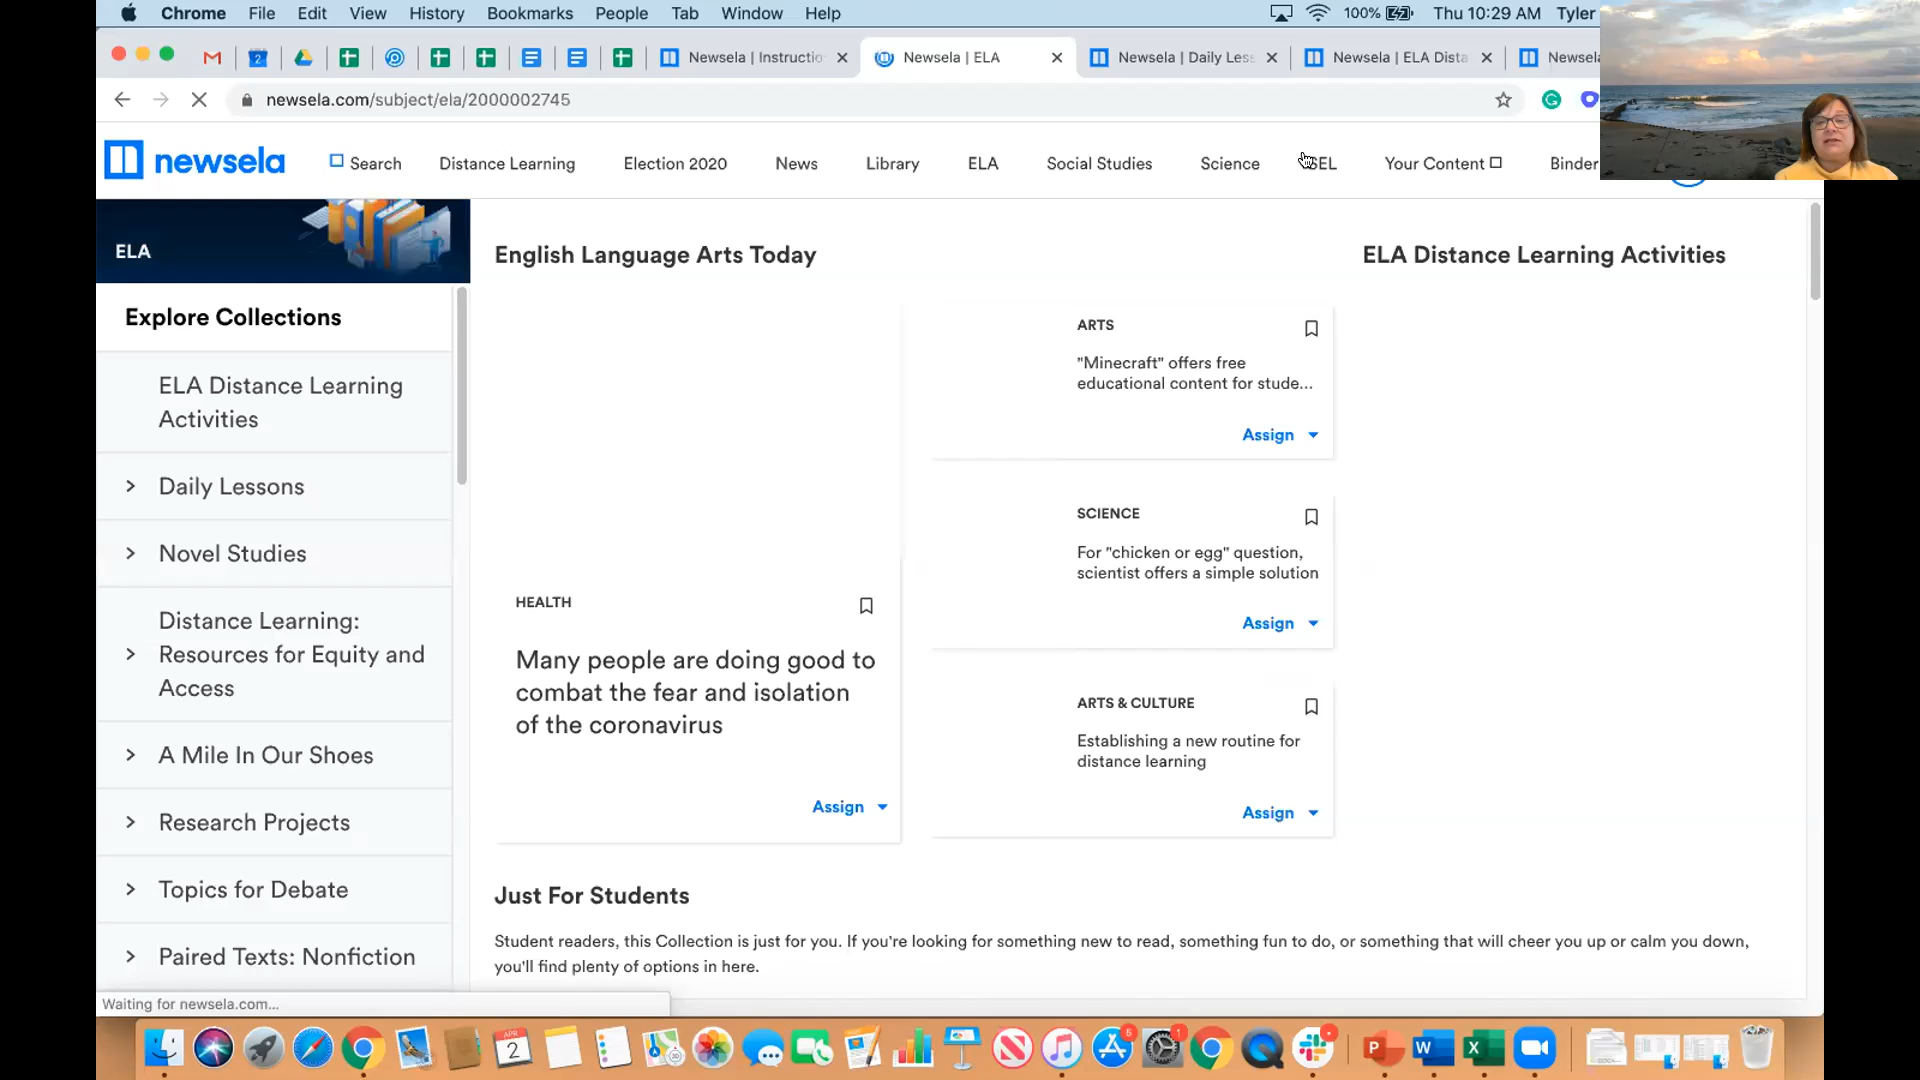 Chrome File Edit View History Bookmarks People Tab Window Help 100% Thu 10:29 AM Tyler
2 Newsela | Instructio Newsela | ELA Newsela | Daily Less Newsela | ELA Dista Newsela
newsela.com/subject/ela/2000002745
newsela Search Distance Learning Election 2020 News Library ELA Social Studies Science SEL Your Content Binder
ELA
Explore Collections
ELA Distance Learning
Activities
Daily Lessons
Novel Studies
Distance Learning:
Resources for Equity and
Access
A Mile In Our Shoes
Research Projects
Topics for Debate
Paired Texts: Nonfiction
English Language Arts Today
HEALTH
Many people are doing good to
combat the fear and isolation
of the coronavirus
Assign
ARTS
"Minecraft" offers free
educational content for stude...
Assign
SCIENCE
For "chicken or egg" question,
scientist offers a simple solution
Assign
ARTS & CULTURE
Establishing a new routine for
distance learning
Assign
ELA Distance Learning Activities
Just For Students
Student readers, this Collection is just for you. If you're looking for something new to read, something fun to do, or something that will cheer you up or calm you down,
you'll find plenty of options in here.
Waiting for newsela.com...
APR
2
5
1
P
W
X